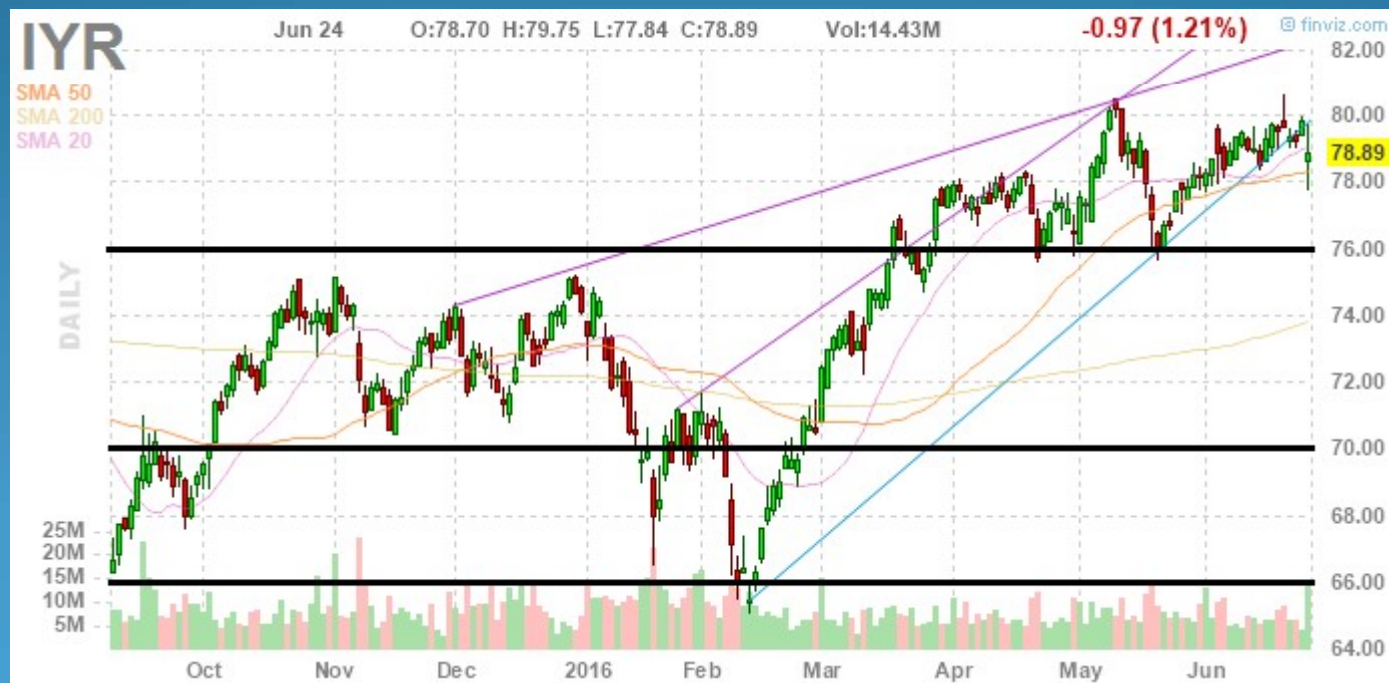 IYR Jun 24 O:78.70 H:79.75 L:77.84 C:78.89 Vol:14.43M -0.97 (1.21%) finviz.com
SMA 50
SMA 200
SMA 20
DAILY
82.00
80.00
78.89
78.00
76.00
74.00
72.00
70.00
68.00
66.00
64.00
25M
20M
15M
10M
5M
Oct Nov Dec 2016 Feb Mar Apr May Jun